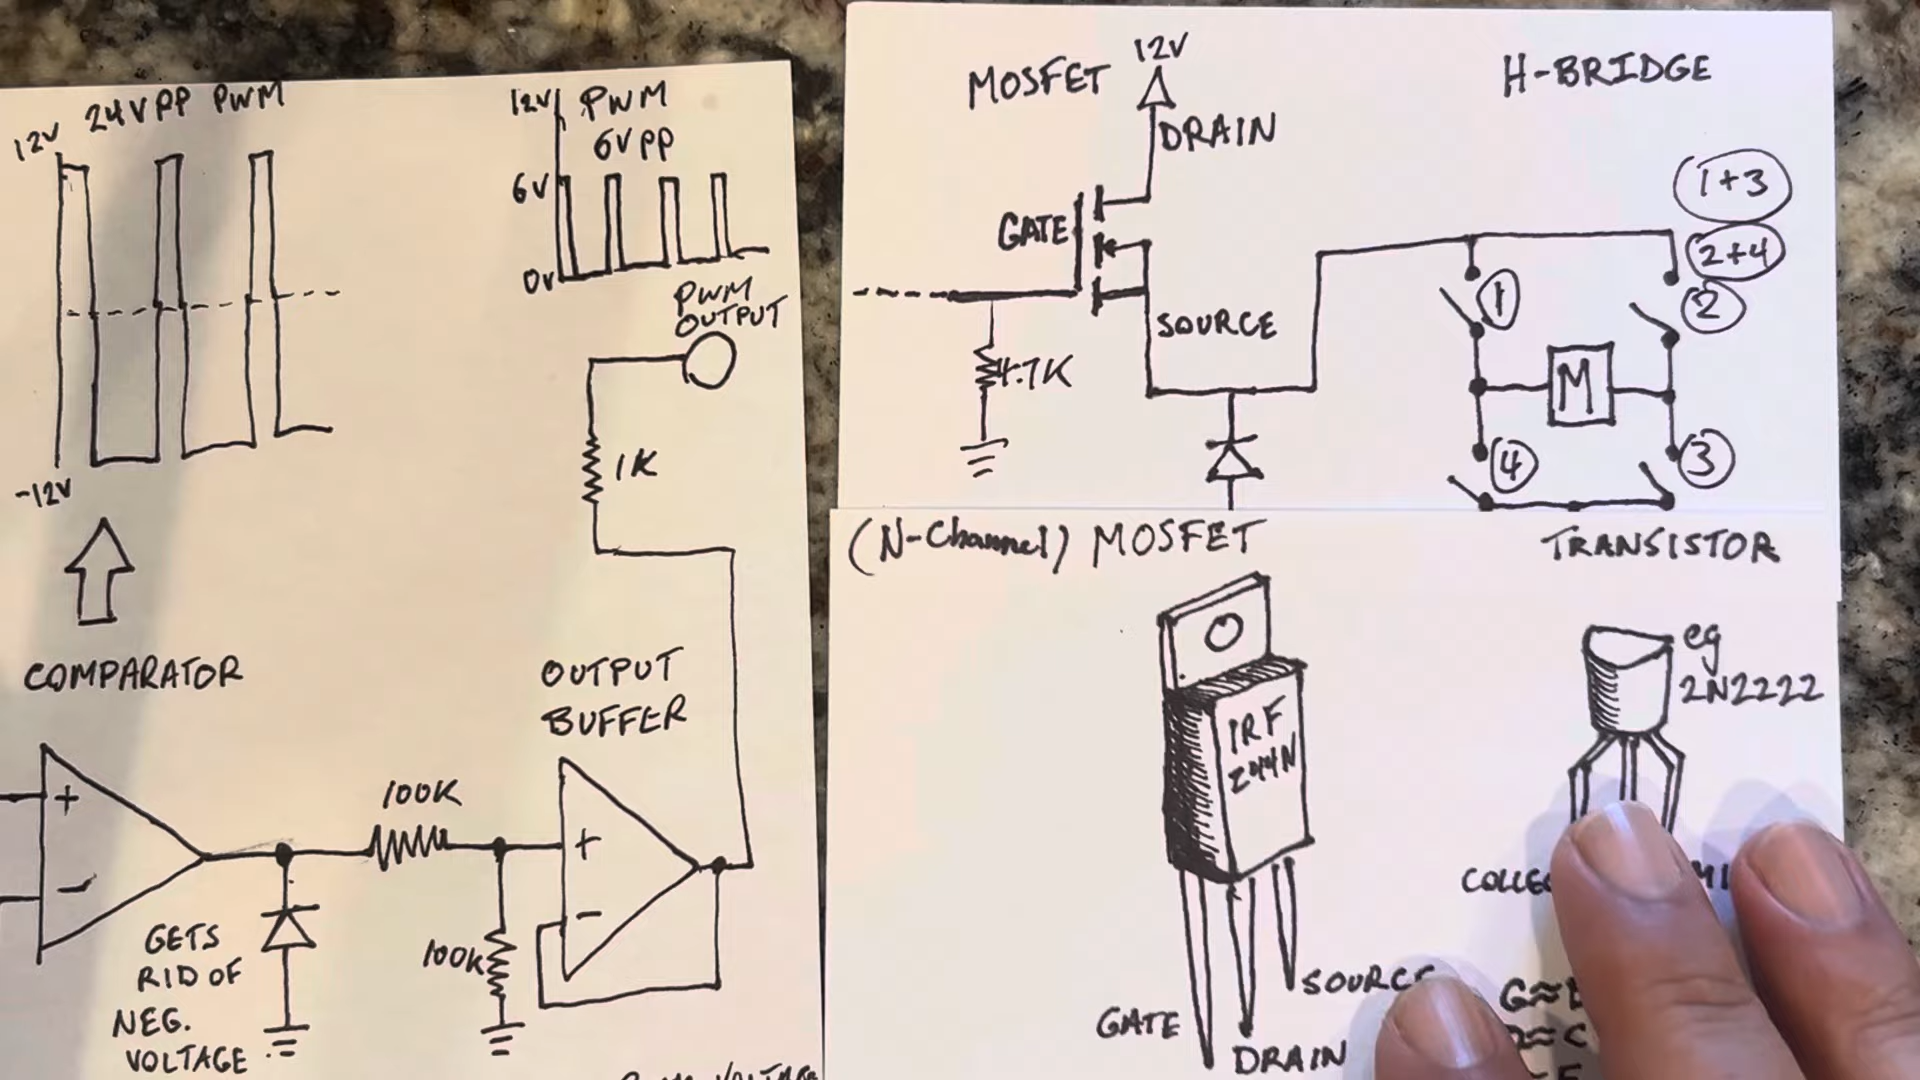 24VPP PWM
12V
-12V
12V
PWM
6VPP
6V
0V
PWM
OUTPUT
1K
COMPARATOR
OUTPUT
BUFFER
+
-
100K
100K
+
-
GETS
RID OF
NEG.
VOLTAGE
VOLTAGE
MOSFET
12V
DRAIN
GATE
SOURCE
4.7K
H-BRIDGE
1+3
2+4
1
2
M
4
3
(N-Channel) MOSFET
IRF
Z44N
GATE
DRAIN
SOURCE
TRANSISTOR
eg
2N2222
G≈
≈C